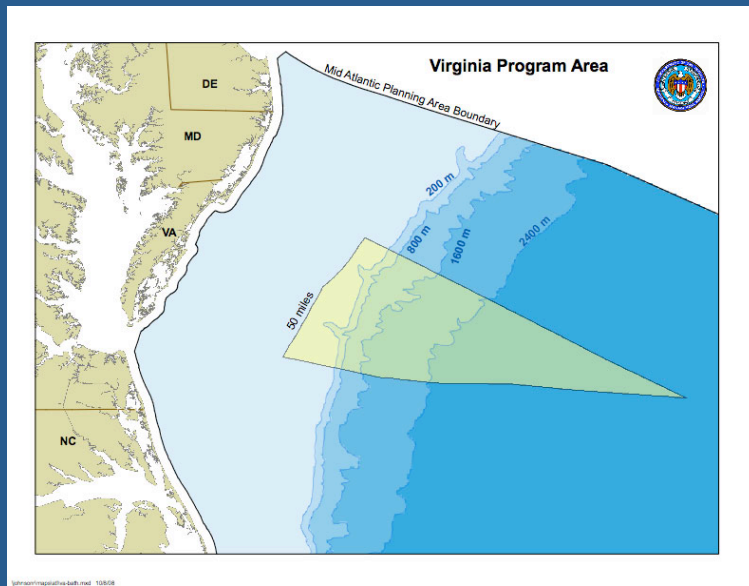 Virginia Program Area
Mid Atlantic Planning Area Boundary
DE
MD
200 m
VA
800 m
1600 m
2400 m
50 miles
NC